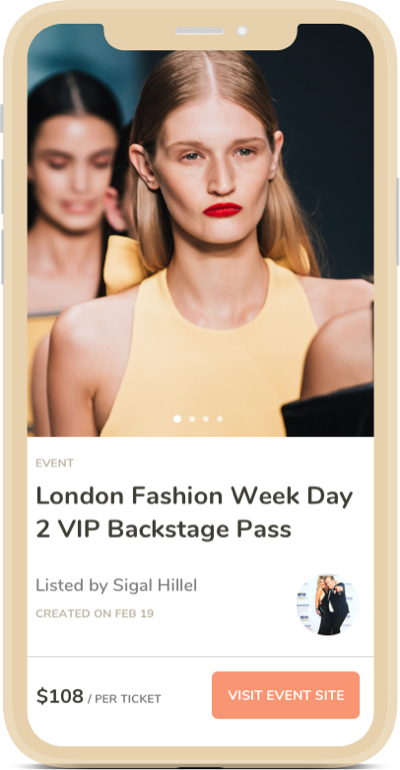 EVENT
London Fashion Week Day
2 VIP Backstage Pass
Listed by Sigal Hillel
CREATED ON FEB 19
$108 / PER TICKET
VISIT EVENT SITE